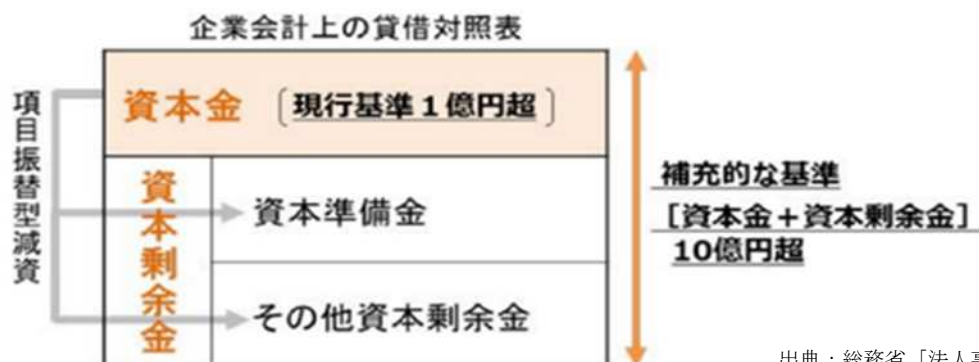 企業会計上の貸借対照表
項目振替型減資
資本金 〔現行基準1億円超〕
資本剰余金
資本準備金
その他資本剰余金
補充的な基準
[資本金+資本剰余金]
10億円超
出典:総務省「法人事